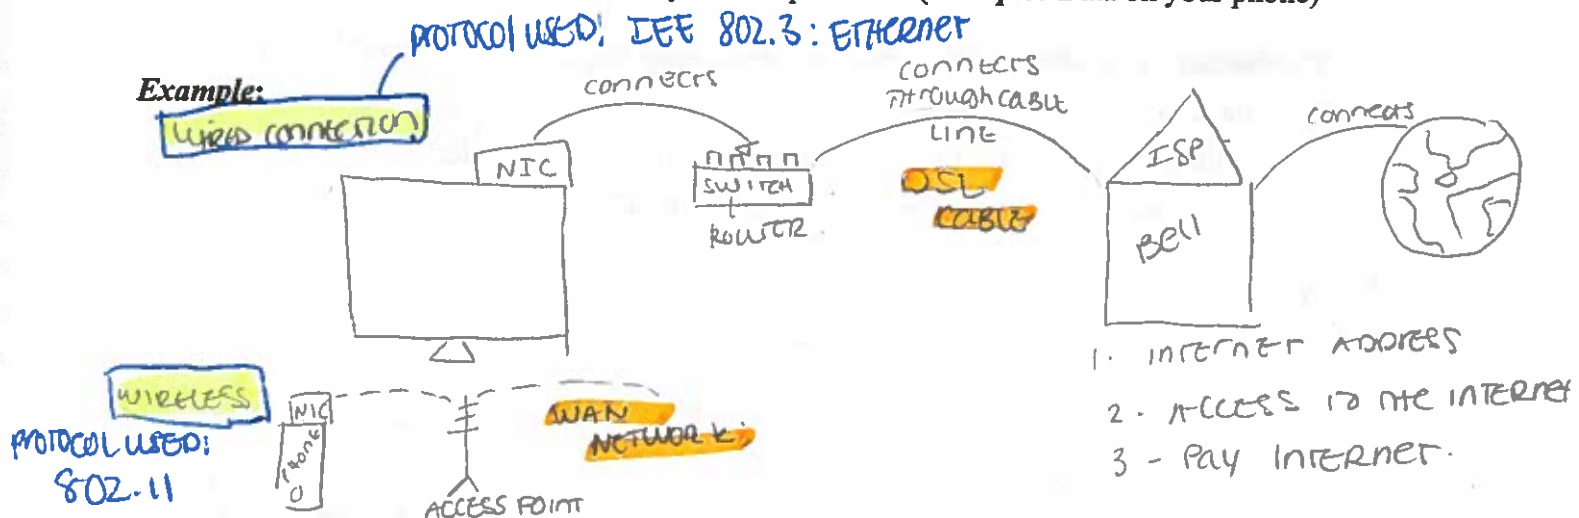 PROTOCOL USED: IEE 802.3: ETHERNET
Example:
WIRED CONNECTION
CONNECTS
CONNECTS
THROUGH CABLE
LINE
CONNECTS
NIC
SWITCH
ROUTER
DSL
CABLE
ISP
Bell
1. INTERNET ADDRESS
2. ACCESS TO THE INTERNET
3 - Pay INTERNET.
WIRELESS
PROTOCOL USED:
802.11
NIC
PHONE
ACCESS POINT
WAN
NETWORK: